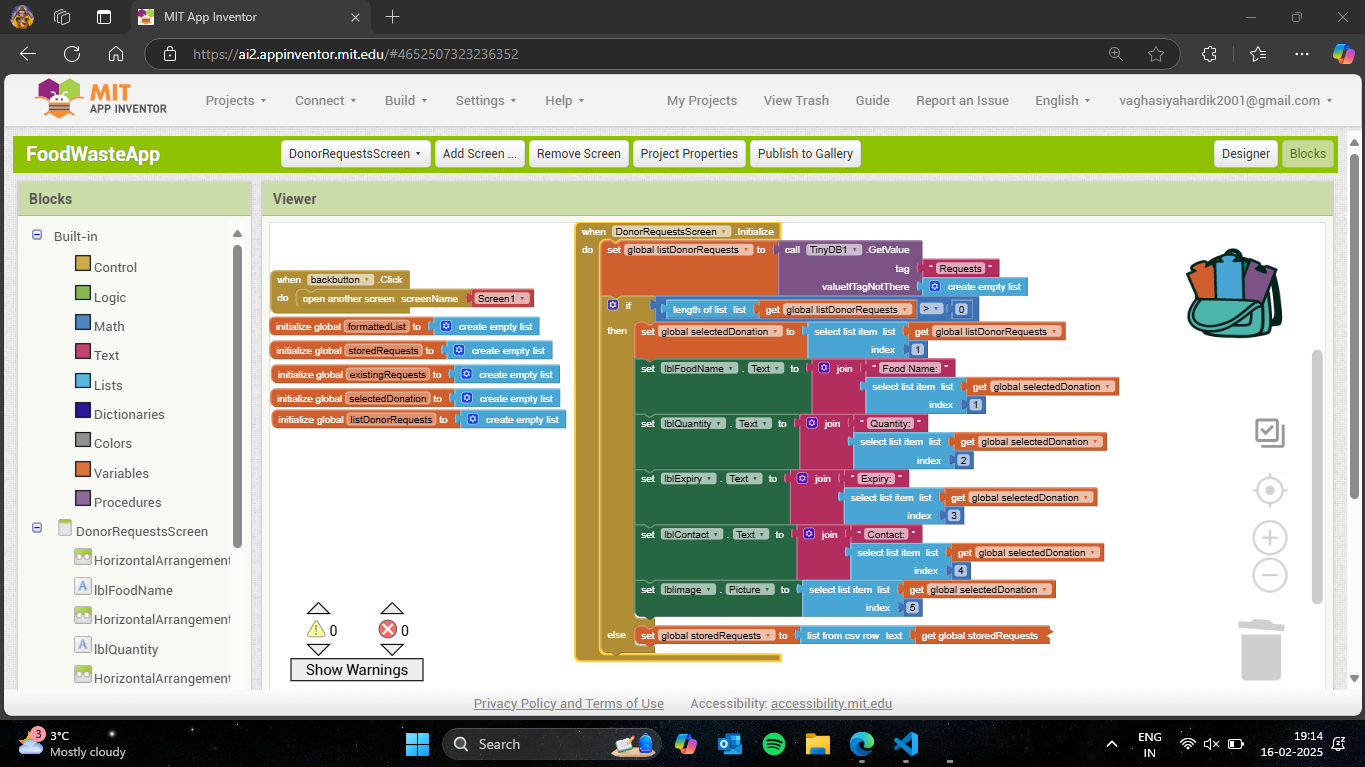 MIT App Inventor
https://ai2.appinventor.mit.edu/#4652507323236352
MIT
APP INVENTOR
Projects Connect Build Settings Help My Projects View Trash Guide Report an Issue English vaghasiyahardik2001@gmail.com
FoodWasteApp DonorRequestsScreen Add Screen ... Remove Screen Project Properties Publish to Gallery Designer Blocks
Blocks
Built-in
Control
Logic
Math
Text
Lists
Dictionaries
Colors
Variables
Procedures
DonorRequestsScreen
HorizontalArrangement
A lblFoodName
HorizontalArrangement
A lblQuantity
HorizontalArrangement
Viewer
when backbutton .Click
do open another screen screenName Screen1
initialize global formattedList to create empty list
initialize global storedRequests to create empty list
initialize global existingRequests to create empty list
initialize global selectedDonation to create empty list
initialize global listDonorRequests to create empty list
when DonorRequestsScreen .Initialize
do set global listDonorRequests to call TinyDB1 .GetValue
tag " Requests "
valueIfTagNotThere create empty list
if length of list list get global listDonorRequests > 0
then set global selectedDonation to select list item list get global listDonorRequests
index 1
set lblFoodName . Text to join " Food Name: "
select list item list get global selectedDonation
index 1
set lblQuantity . Text to join " Quantity: "
select list item list get global selectedDonation
index 2
set lblExpiry . Text to join " Expiry: "
select list item list get global selectedDonation
index 3
set lblContact . Text to join " Contact: "
select list item list get global selectedDonation
index 4
set lblimage . Picture to select list item list get global selectedDonation
index 5
else set global storedRequests to list from csv row text get global storedRequests
0 0
Show Warnings
Privacy Policy and Terms of Use Accessibility: accessibility.mit.edu
3
3°C
Mostly cloudy
Search
ENG
IN
19:14
16-02-2025